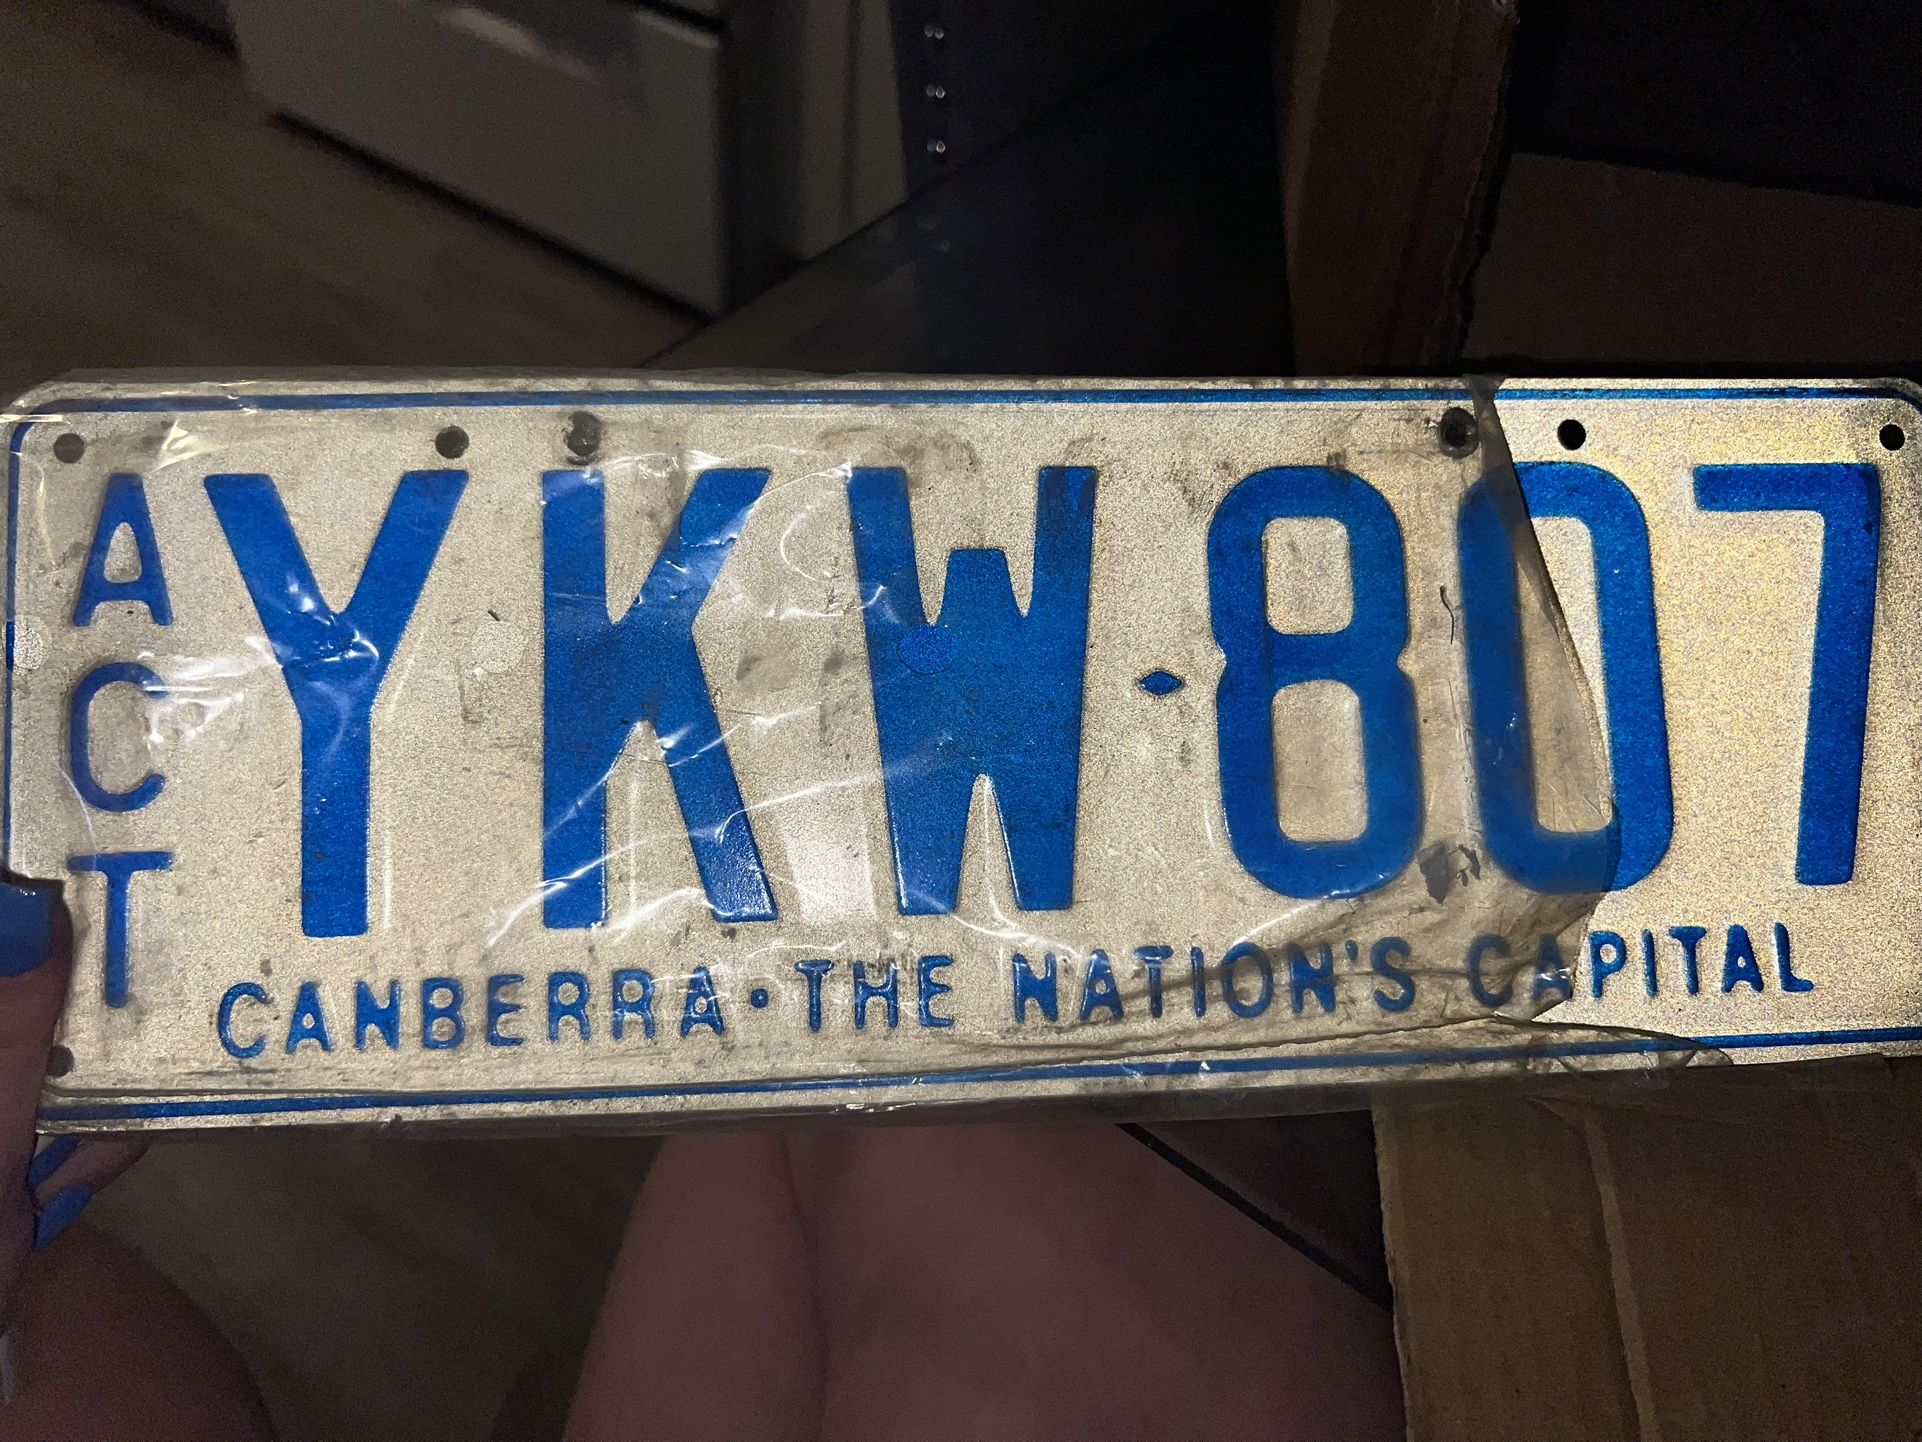 ACT
YKW·807
CANBERRA·THE NATION'S CAPITAL